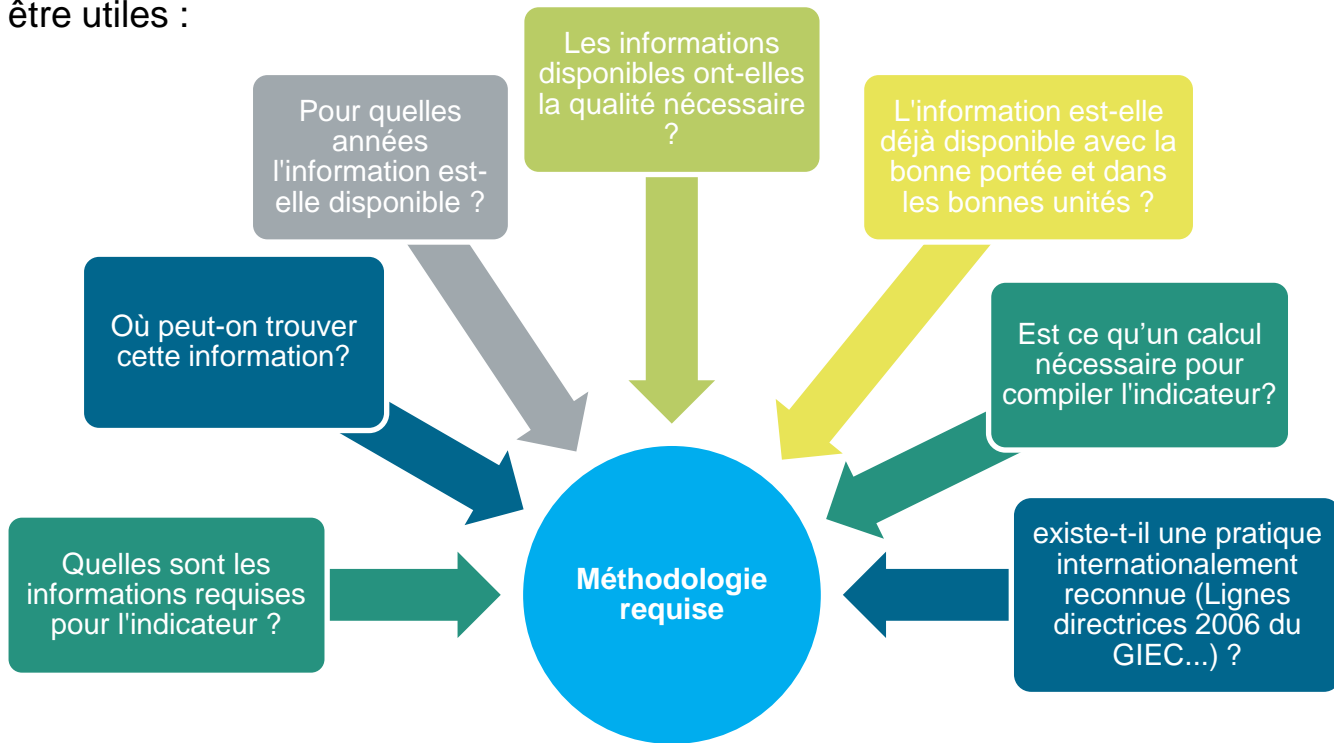 être utiles :
Les informations
disponibles ont-elles
la qualité nécessaire
?
Pour quelles
années
l'information est-
elle disponible ?
L'information est-elle
déjà disponible avec la
bonne portée et dans
les bonnes unités ?
Où peut-on trouver
cette information?
Est ce qu’un calcul
nécessaire pour
compiler l'indicateur?
Quelles sont les
informations requises
pour l'indicateur ?
Méthodologie
requise
existe-t-il une pratique
internationalement
reconnue (Lignes
directrices 2006 du
GIEC...) ?